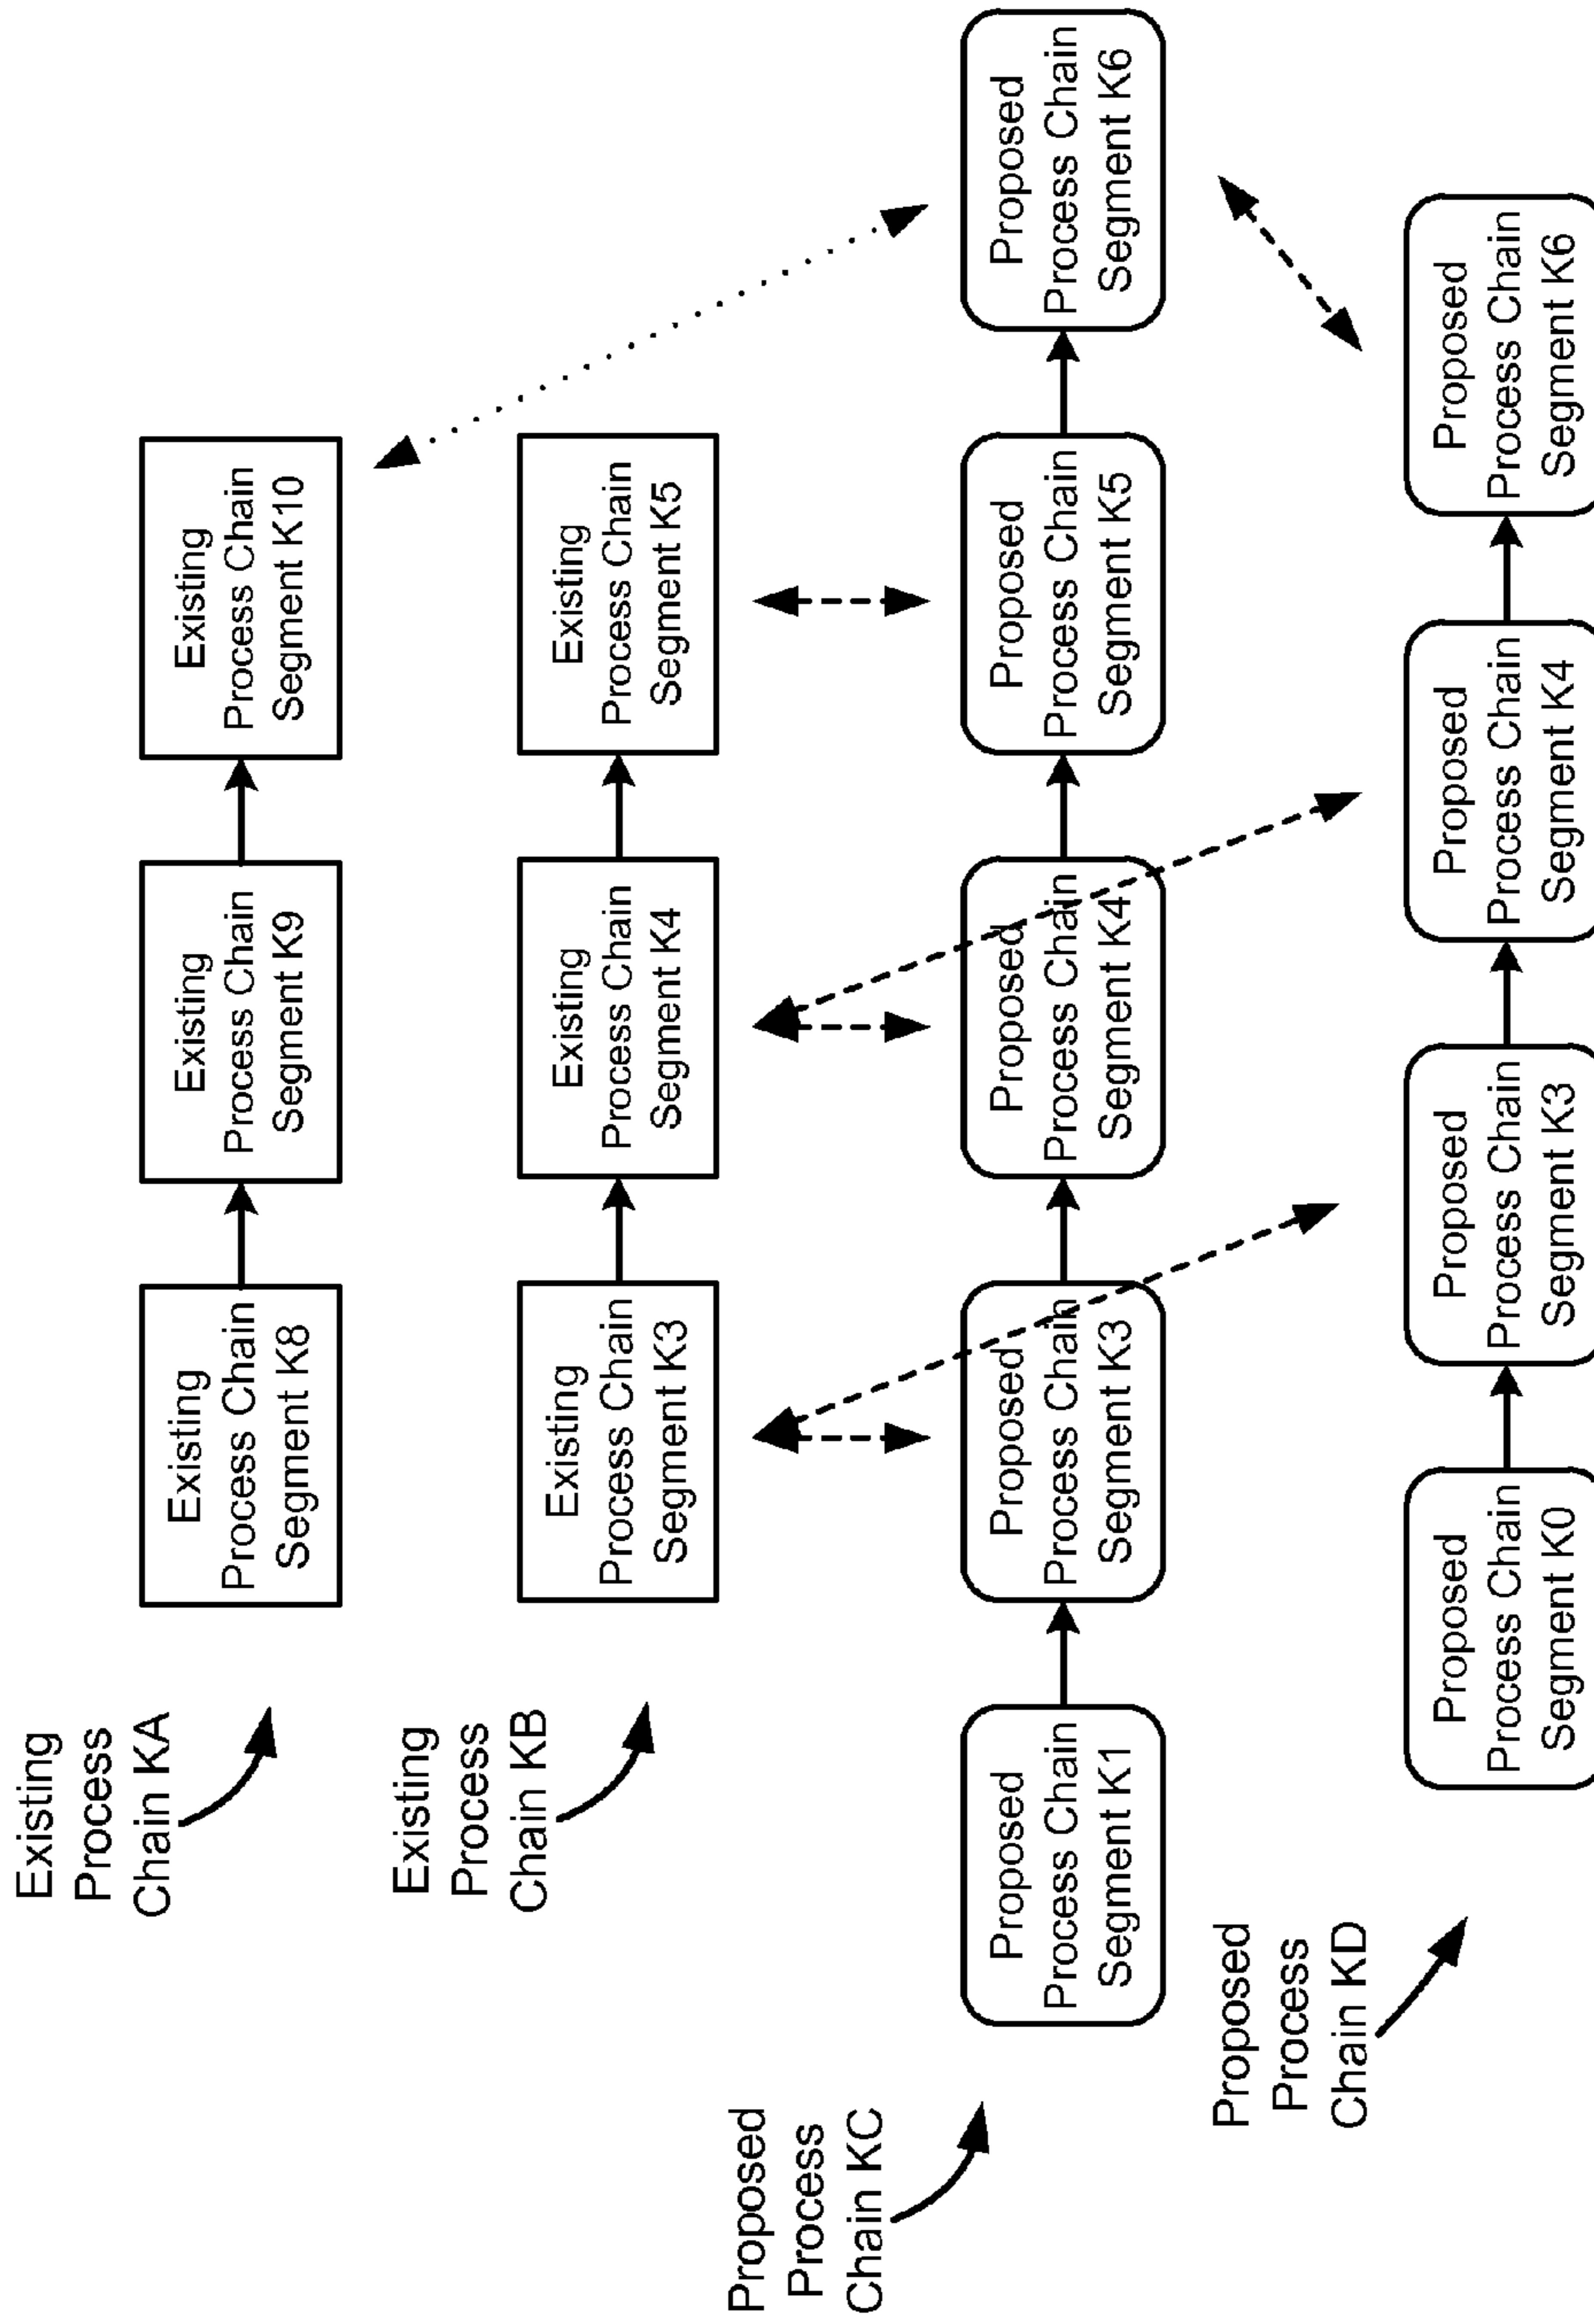 Existing
Process
Chain KA
Existing
Process Chain
Segment K8
Existing
Process Chain
Segment K9
Existing
Process Chain
Segment K10
Existing
Process
Chain KB
Existing
Process Chain
Segment K3
Existing
Process Chain
Segment K4
Existing
Process Chain
Segment K5
Proposed
Process
Chain KC
Proposed
Process Chain
Segment K1
Proposed
Process Chain
Segment K3
Proposed
Process Chain
Segment K4
Proposed
Process Chain
Segment K5
Proposed
Process Chain
Segment K6
Proposed
Process
Chain KD
Proposed
Process Chain
Segment K0
Proposed
Process Chain
Segment K3
Proposed
Process Chain
Segment K4
Proposed
Process Chain
Segment K6